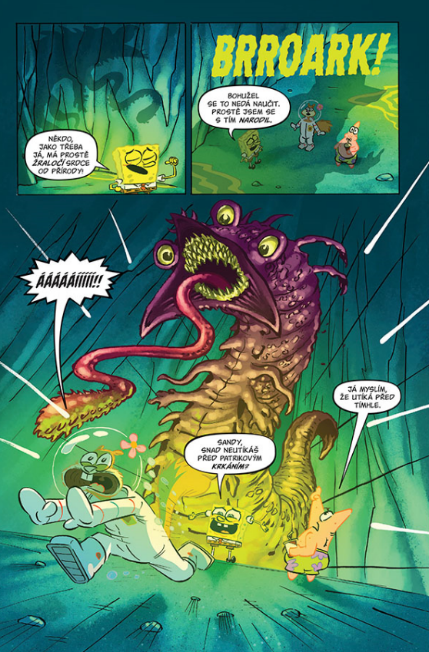 NĚKDO,
JAKO TŘEBA
JÁ, MÁ PROSTĚ
ŽRALOČÍ SRDCE
OD PŘÍRODY!
BRROARK!
BOHUŽEL
SE TO NEDÁ NAUČIT.
PROSTĚ JSEM SE
S TÍM NARODIL.
ÁÁÁÁÁÍÍÍÍÍ!!
JÁ MYSLÍM,
ŽE UTÍKÁ PŘED
TÍMHLE.
SANDY,
SNAD NEUTÍKÁŠ
PŘED PATRIKOVÝM
KRKÁNÍM?